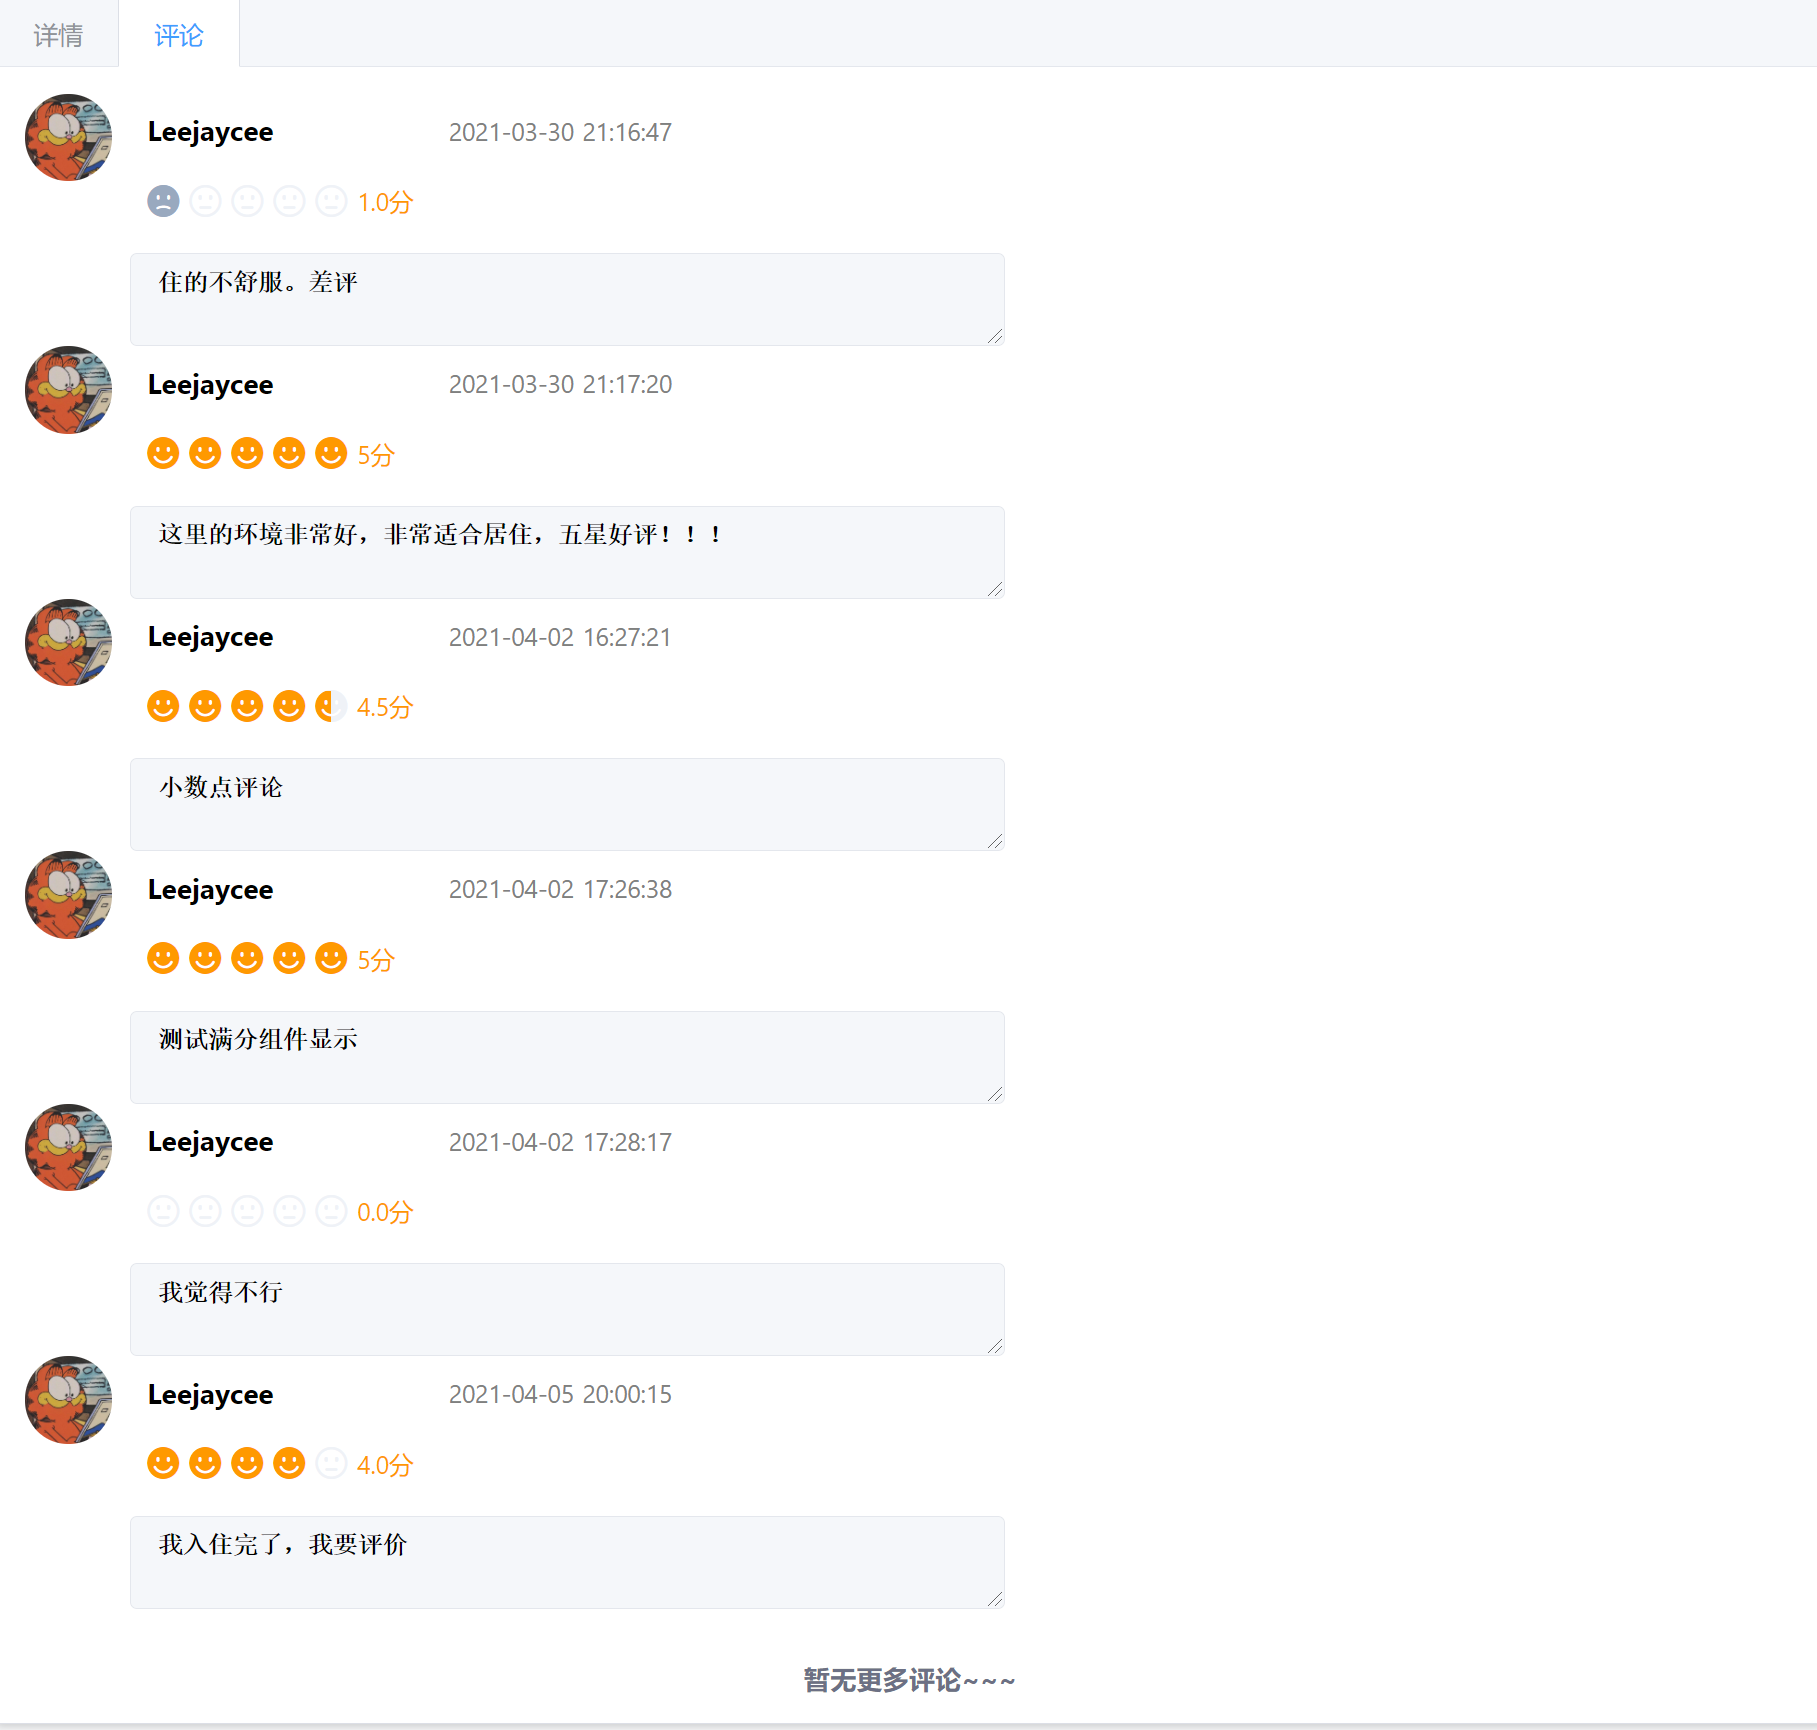 详情 评论
Leejaycee 2021-03-30 21:16:47
1.0分
住的不舒服。差评
Leejaycee 2021-03-30 21:17:20
5分
这里的环境非常好，非常适合居住，五星好评！！！
Leejaycee 2021-04-02 16:27:21
4.5分
小数点评论
Leejaycee 2021-04-02 17:26:38
5分
测试满分组件显示
Leejaycee 2021-04-02 17:28:17
0.0分
我觉得不行
Leejaycee 2021-04-05 20:00:15
4.0分
我入住完了，我要评价
暂无更多评论~~~